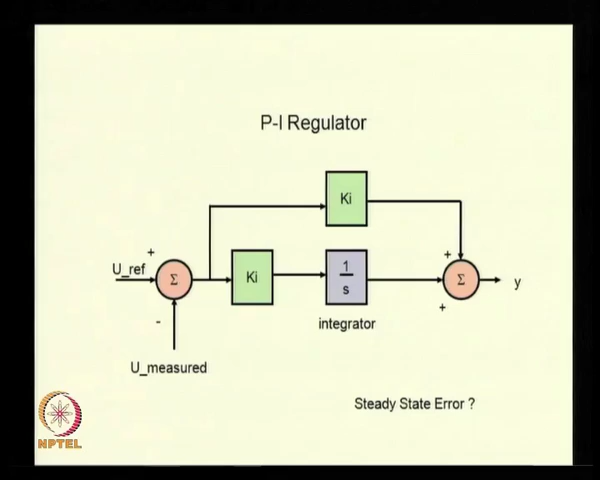 P-I Regulator
Ki
+
+
U_ref
Σ
Ki
1
s
Σ
y
-
+
integrator
U_measured
Steady State Error ?
NPTEL